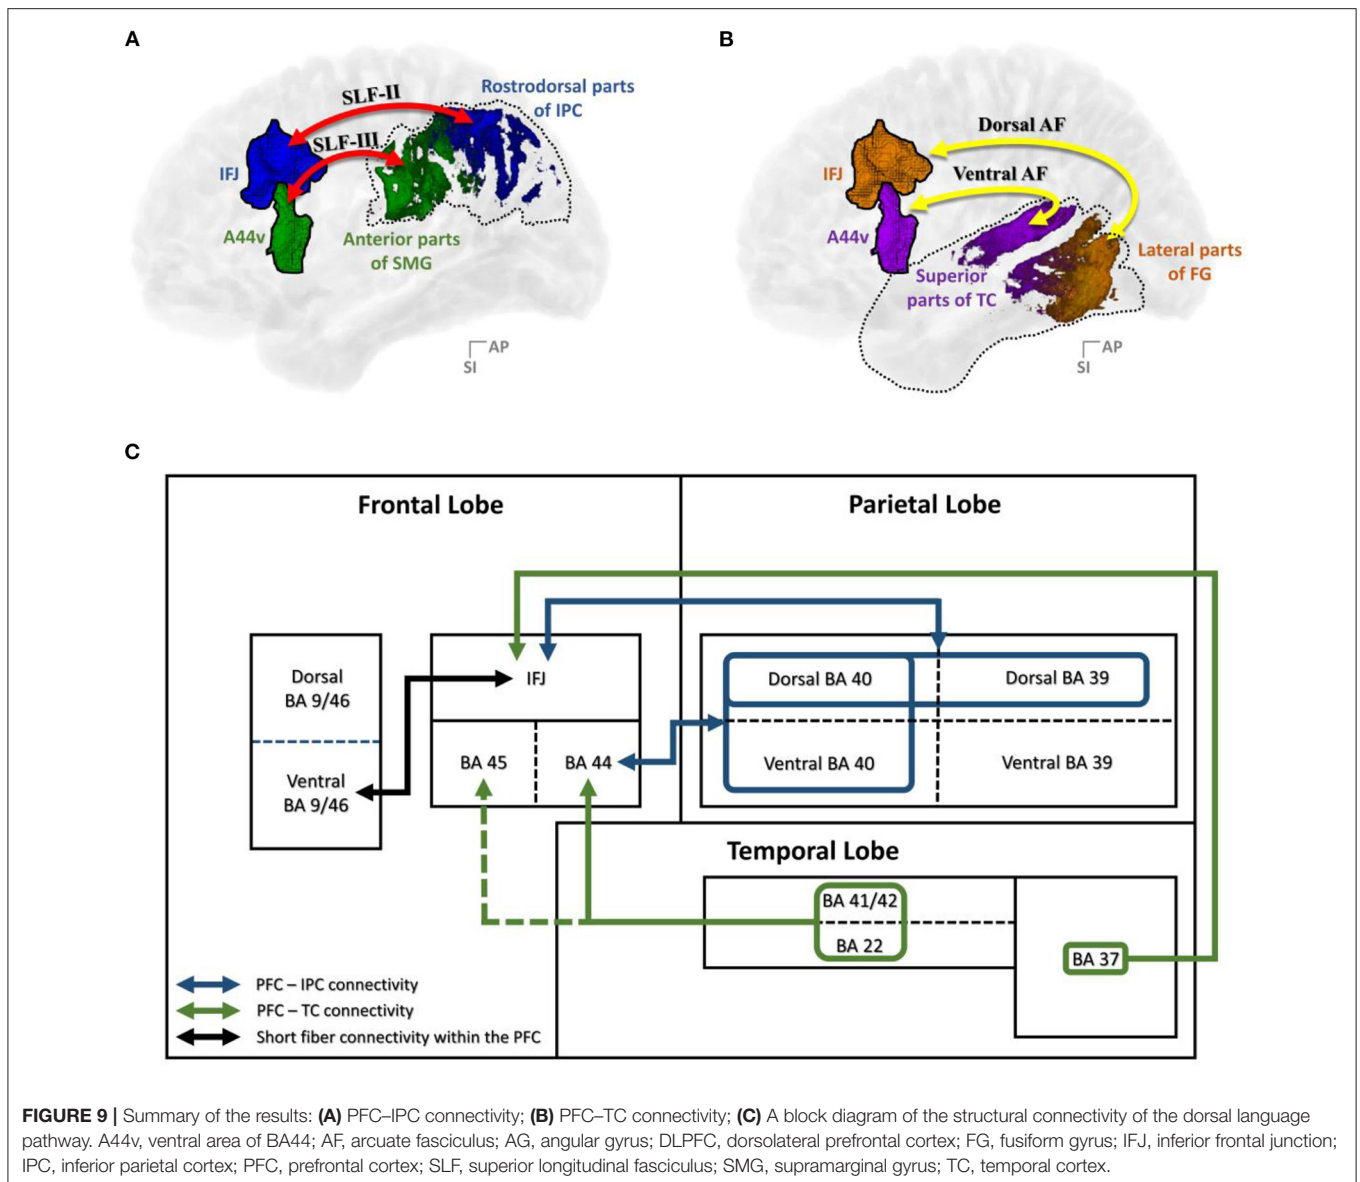 A
SLF-II
Rostrodorsal parts
of IPC
SLF-III
IFJ
A44v
Anterior parts
of SMG
AP
SI
B
Dorsal AF
Ventral AF
IFJ
A44v
Superior
parts of TC
Lateral parts
of FG
AP
SI
C
Frontal Lobe
Parietal Lobe
Dorsal
BA 9/46
Ventral
BA 9/46
IFJ
BA 45
BA 44
Dorsal BA 40
Dorsal BA 39
Ventral BA 40
Ventral BA 39
Temporal Lobe
BA 41/42
BA 22
BA 37
PFC – IPC connectivity
PFC – TC connectivity
Short fiber connectivity within the PFC
FIGURE 9 | Summary of the results: (A) PFC–IPC connectivity; (B) PFC–TC connectivity; (C) A block diagram of the structural connectivity of the dorsal language
pathway. A44v, ventral area of BA44; AF, arcuate fasciculus; AG, angular gyrus; DLPFC, dorsolateral prefrontal cortex; FG, fusiform gyrus; IFJ, inferior frontal junction;
IPC, inferior parietal cortex; PFC, prefrontal cortex; SLF, superior longitudinal fasciculus; SMG, supramarginal gyrus; TC, temporal cortex.